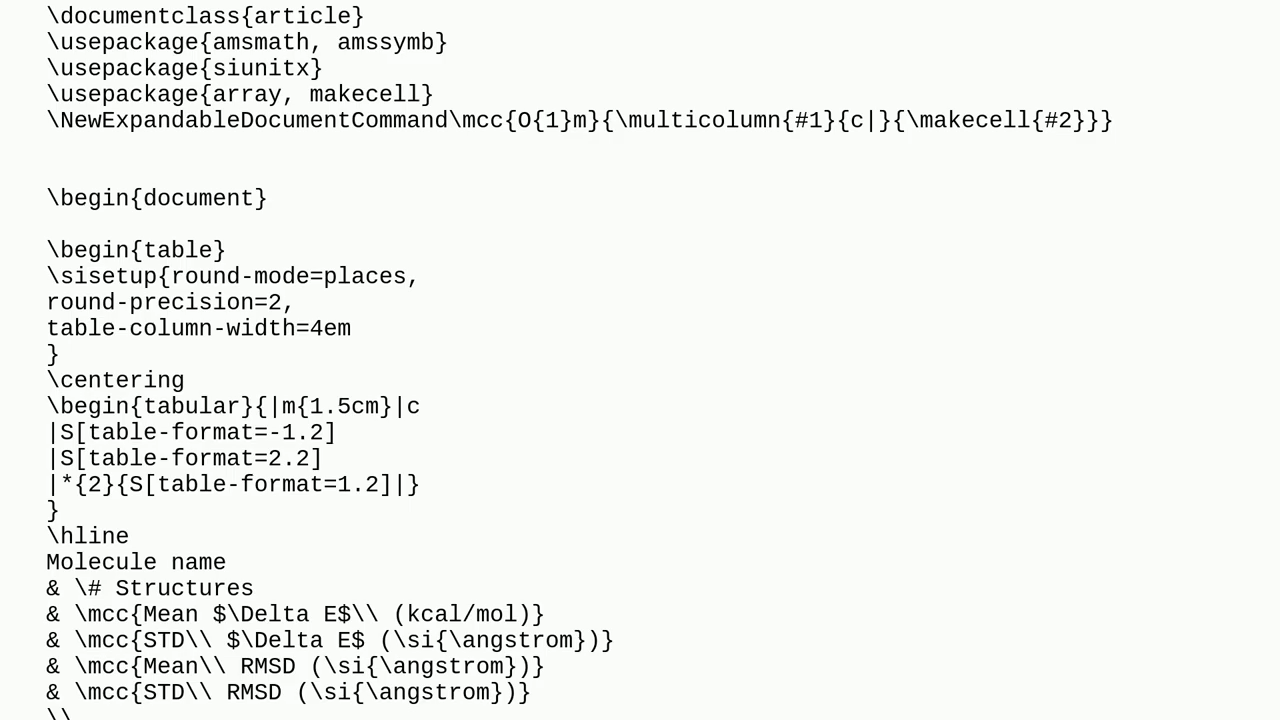 \documentclass{article}
\usepackage{amsmath, amssymb}
\usepackage{siunitx}
\usepackage{array, makecell}
\NewExpandableDocumentCommand\mcc{O{1}m}{\multicolumn{#1}{c|}{\makecell{#2}}}
\begin{document}
\begin{table}
\sisetup{round-mode=places,
round-precision=2,
table-column-width=4em
}
\centering
\begin{tabular}{|m{1.5cm}|c
|S[table-format=-1.2]
|S[table-format=2.2]
|*{2}{S[table-format=1.2]|}
}
\hline
Molecule name
& \# Structures
& \mcc{Mean $\Delta E$\\ (kcal/mol)}
& \mcc{STD\\ $\Delta E$ (\si{\angstrom})}
& \mcc{Mean\\ RMSD (\si{\angstrom})}
& \mcc{STD\\ RMSD (\si{\angstrom})}
\\